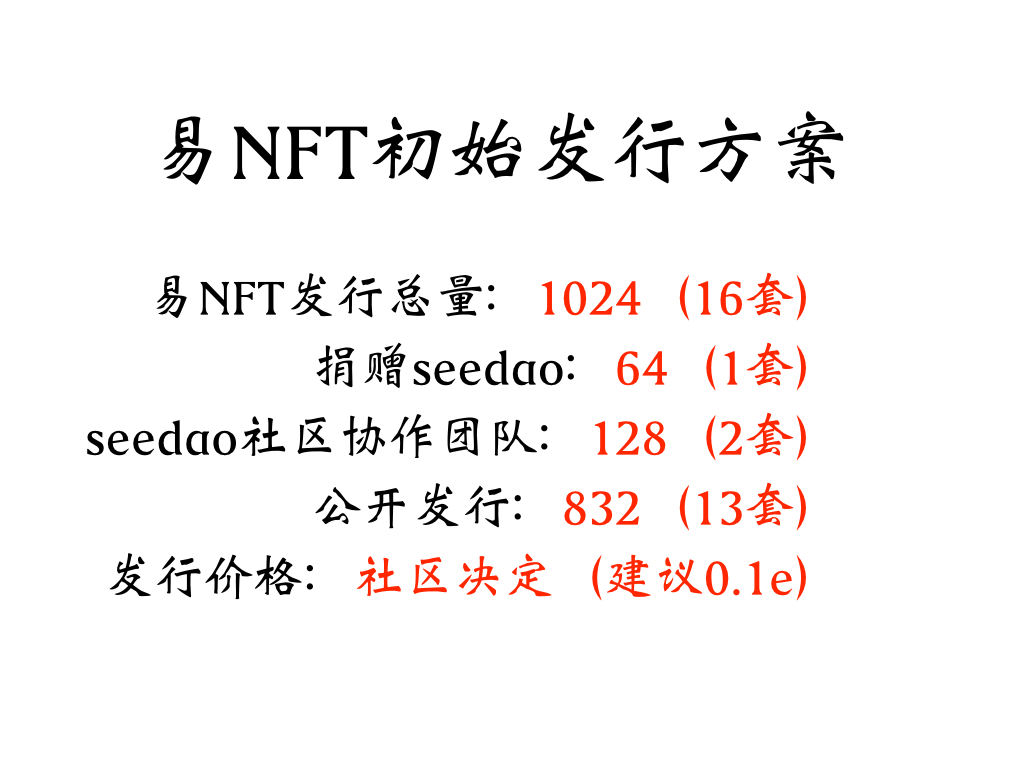 易NFT初始发行方案
易NFT发行总量：1024（16套）
捐赠seedao：64（1套）
seedao社区协作团队：128（2套）
公开发行：832（13套）
发行价格：社区决定（建议0.1e）